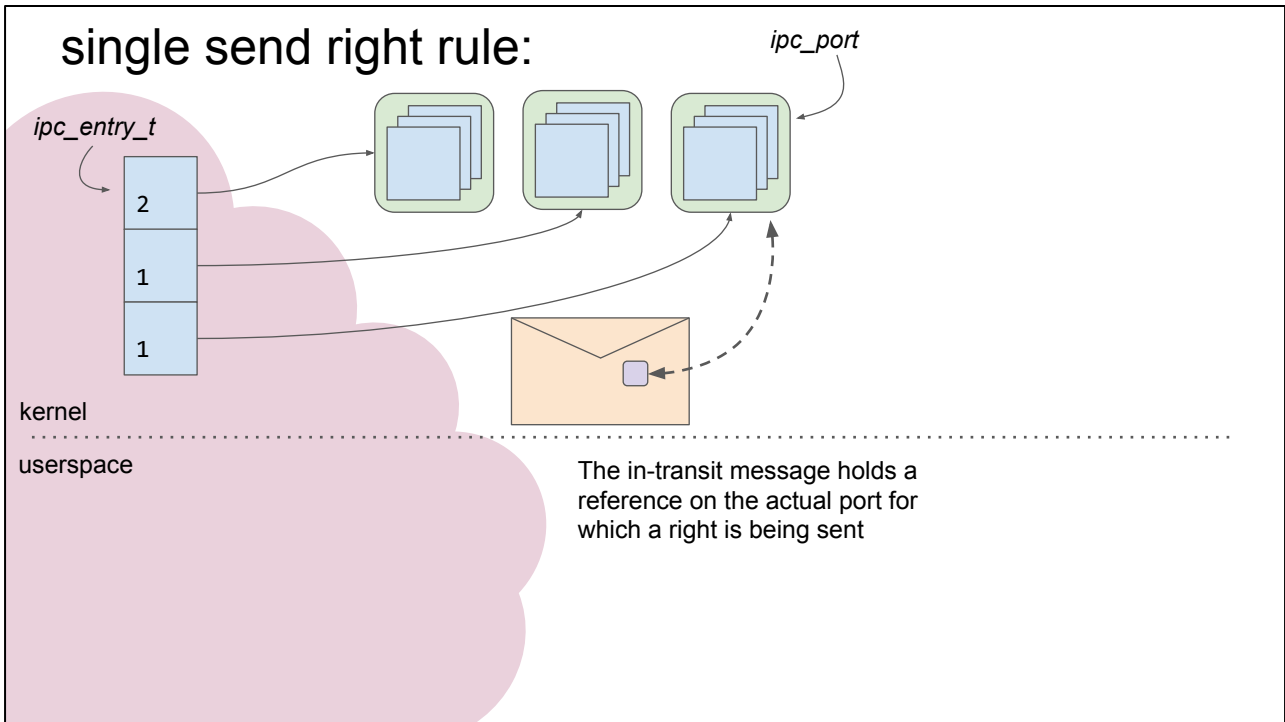 single send right rule:
ipc_port
ipc_entry_t
2
1
1
kernel
userspace
The in-transit message holds a
reference on the actual port for
which a right is being sent